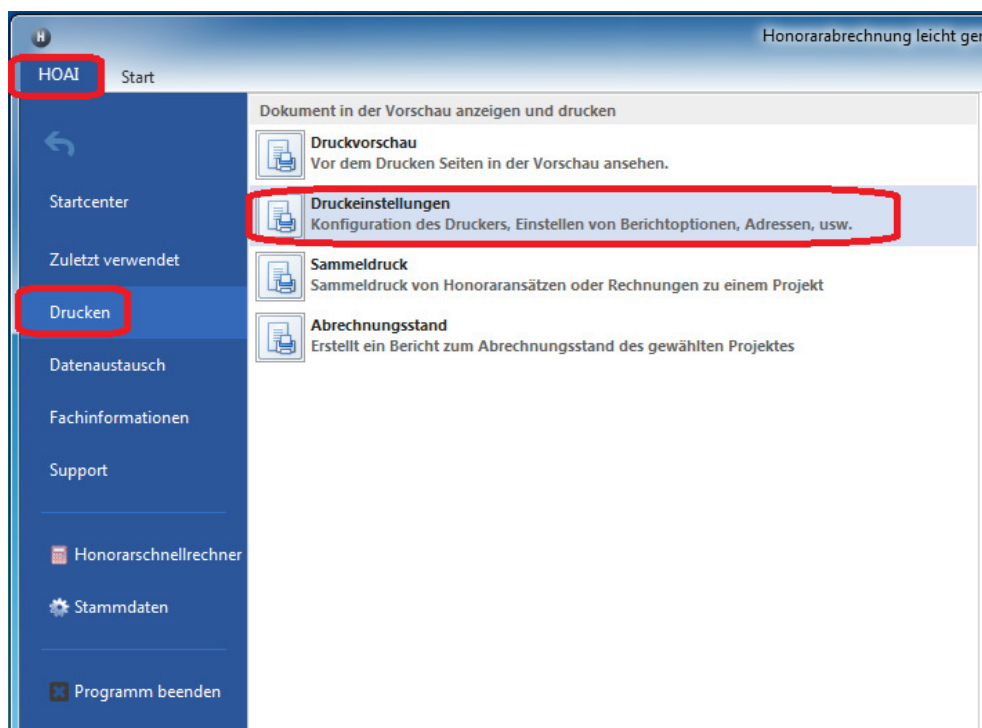 H
Honorarabrechnung leicht ger
HOAI
Start
Dokument in der Vorschau anzeigen und drucken
Druckvorschau
Vor dem Drucken Seiten in der Vorschau ansehen.
Startcenter
Druckeinstellungen
Konfiguration des Druckers, Einstellen von Berichtoptionen, Adressen, usw.
Zuletzt verwendet
Sammeldruck
Sammeldruck von Honoraransätzen oder Rechnungen zu einem Projekt
Drucken
Abrechnungsstand
Erstellt ein Bericht zum Abrechnungsstand des gewählten Projektes
Datenaustausch
Fachinformationen
Support
Honorarschnellrechner
Stammdaten
Programm beenden